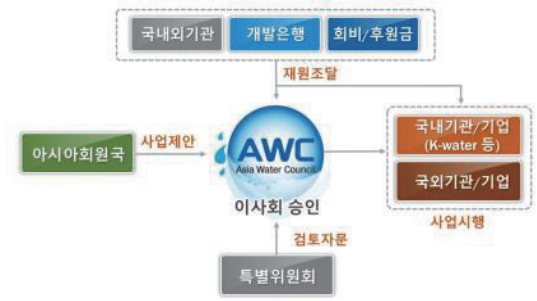 국내외기관
개발은행
회비/후원금
재원조달
아시아회원국
사업제안
AWC
Asia Water Council
이사회 승인
국내기관/기업
(K-water 등)
국외기관/기업
사업시행
검토자문
특별위원회